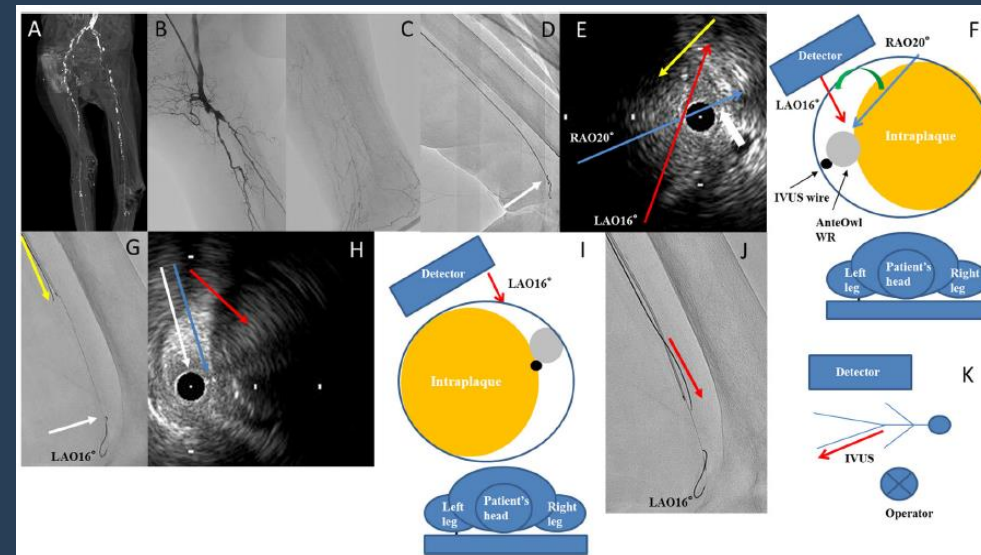 A
B
C
D
E
RAO20°
LAO16°
F
Detector
RAO20°
LAO16°
Intraplaque
IVUS wire
AnteOwl
WR
Left
leg
Patient's
head
Right
leg
G
LAO16°
H
I
Detector
LAO16°
Intraplaque
Left
leg
Patient's
head
Right
leg
J
LAO16°
K
Detector
IVUS
Operator